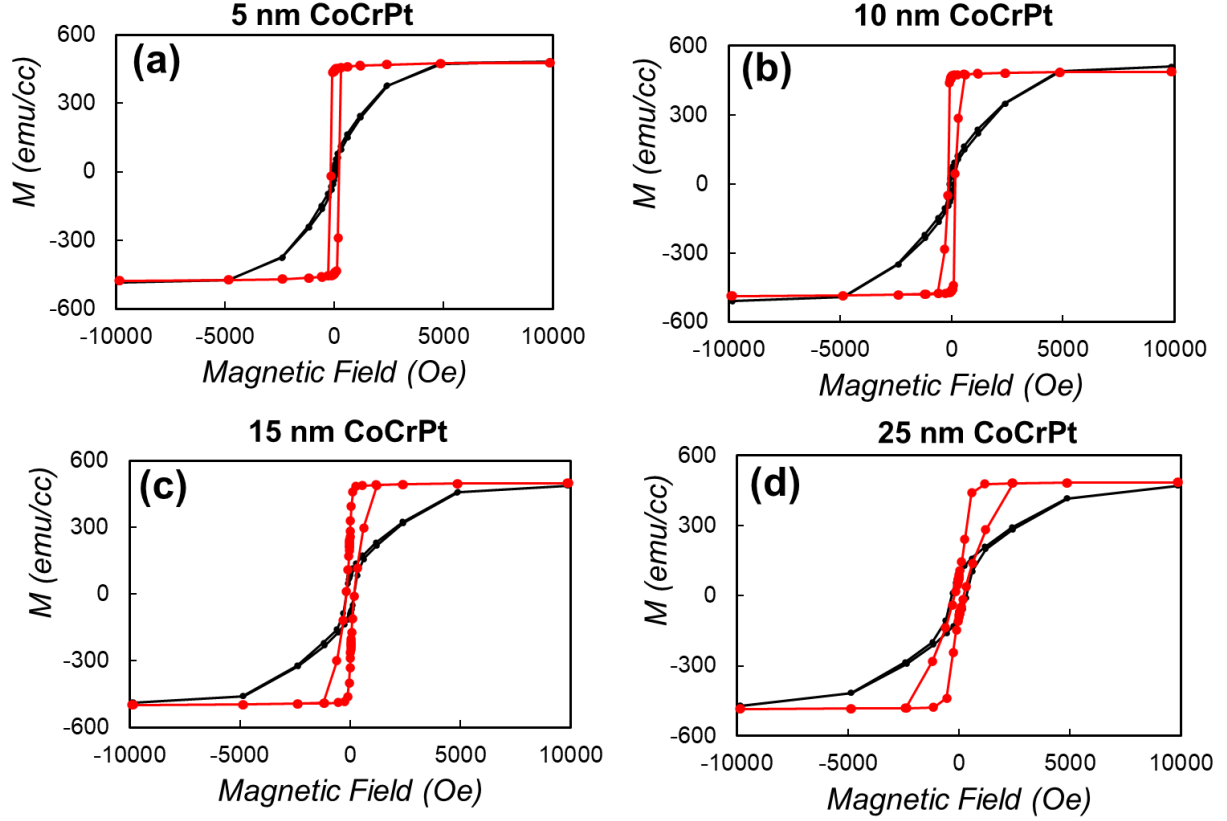 5 nm CoCrPt
(a)
M (emu/cc)
600
300
0
-300
-600
-10000 -5000 0 5000 10000
Magnetic Field (Oe)
10 nm CoCrPt
(b)
M (emu/cc)
600
300
0
-300
-600
-10000 -5000 0 5000 10000
Magnetic Field (Oe)
15 nm CoCrPt
(c)
M (emu/cc)
600
300
0
-300
-600
-10000 -5000 0 5000 10000
Magnetic Field (Oe)
25 nm CoCrPt
(d)
M (emu/cc)
600
300
0
-300
-600
-10000 -5000 0 5000 10000
Magnetic Field (Oe)